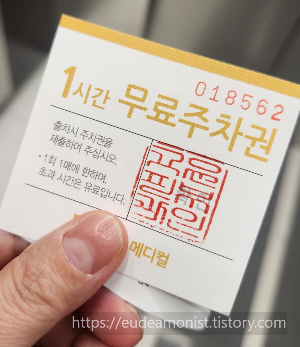 018562
1시간 무료주차권
출차시 주차권을
제출하여 주십시오.
· 1회 1매에 한하며,
초과 시간은 유료입니다.
메디컬
https://eudeamonist.tistory.com